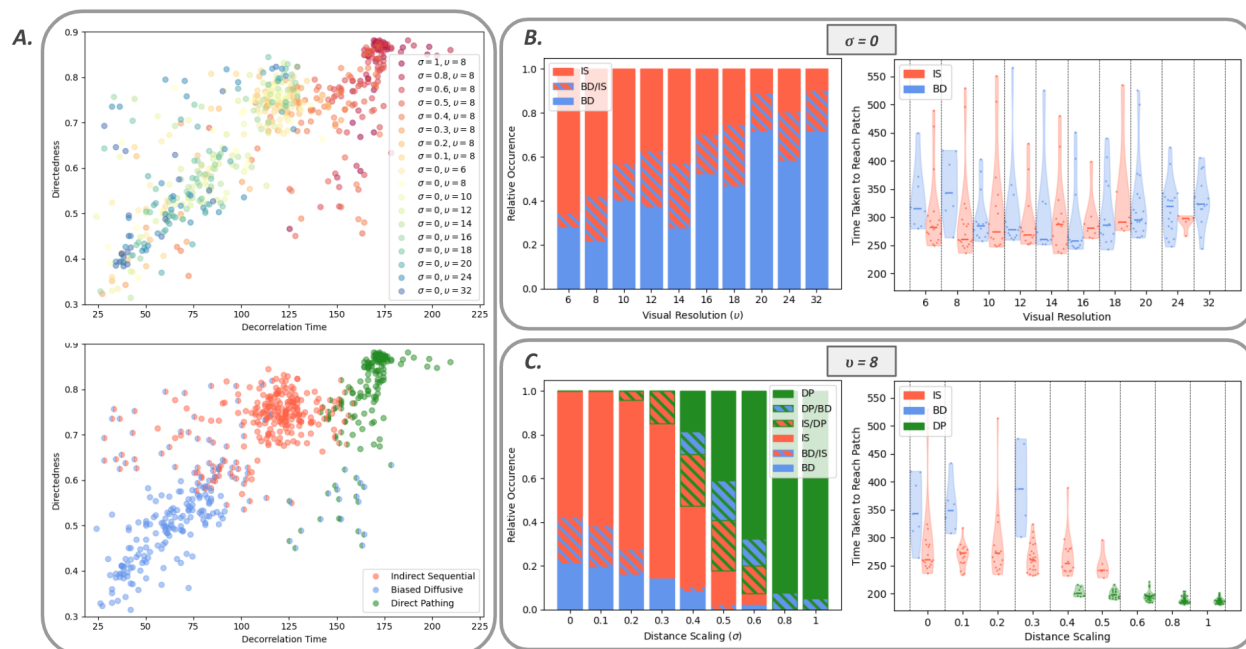 A.
0.9
0.8
0.7
0.6
0.5
0.4
0.3
Directedness
25 50 75 100 125 150 175 200 225
Decorrelation Time
σ = 1, υ = 8
σ = 0.8, υ = 8
σ = 0.6, υ = 8
σ = 0.5, υ = 8
σ = 0.4, υ = 8
σ = 0.3, υ = 8
σ = 0.2, υ = 8
σ = 0.1, υ = 8
σ = 0, υ = 6
σ = 0, υ = 8
σ = 0, υ = 10
σ = 0, υ = 12
σ = 0, υ = 14
σ = 0, υ = 16
σ = 0, υ = 18
σ = 0, υ = 20
σ = 0, υ = 24
σ = 0, υ = 32
0.9
0.8
0.7
0.6
0.5
0.4
0.3
Directedness
Indirect Sequential
Biased Diffusive
Direct Pathing
25 50 75 100 125 150 175 200 225
Decorrelation Time
B.
σ = 0
1.0
0.8
0.6
0.4
0.2
0.0
Relative Occurence
IS
BD/IS
BD
6 8 10 12 14 16 18 20 24 32
Visual Resolution (υ)
550
500
450
400
350
300
250
200
Time Taken to Reach Patch
IS
BD
6 8 10 12 14 16 18 20 24 32
Visual Resolution
C.
υ = 8
1.0
0.8
0.6
0.4
0.2
0.0
Relative Occurence
DP
DP/BD
IS/DP
IS
BD/IS
BD
0 0.1 0.2 0.3 0.4 0.5 0.6 0.8 1
Distance Scaling (σ)
550
500
450
400
350
300
250
200
Time Taken to Reach Patch
IS
BD
DP
0 0.1 0.2 0.3 0.4 0.5 0.6 0.8 1
Distance Scaling